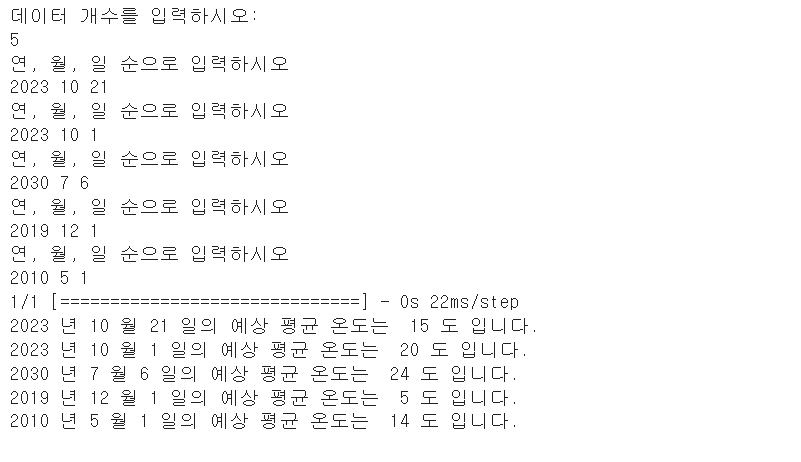 데이터 개수를 입력하시오:
5
연, 월, 일 순으로 입력하시오
2023 10 21
연, 월, 일 순으로 입력하시오
2023 10 1
연, 월, 일 순으로 입력하시오
2030 7 6
연, 월, 일 순으로 입력하시오
2019 12 1
연, 월, 일 순으로 입력하시오
2010 5 1
1/1 [==============================] - 0s 22ms/step
2023 년 10 월 21 일의 예상 평균 온도는  15 도 입니다.
2023 년 10 월 1 일의 예상 평균 온도는  20 도 입니다.
2030 년 7 월 6 일의 예상 평균 온도는  24 도 입니다.
2019 년 12 월 1 일의 예상 평균 온도는  5 도 입니다.
2010 년 5 월 1 일의 예상 평균 온도는  14 도 입니다.